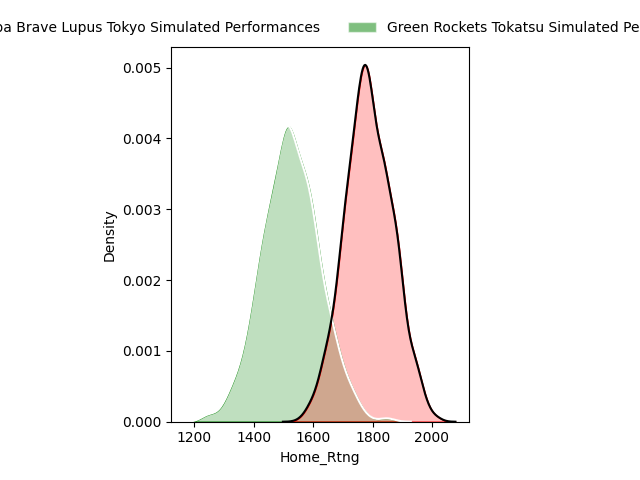 Brave Lupus Tokyo Simulated Performances Green Rockets Tokatsu Simulated
0.005
0.004
0.003
0.002
0.001
0.000
Density
1200 1400 1600 1800 2000
Home_Rtng